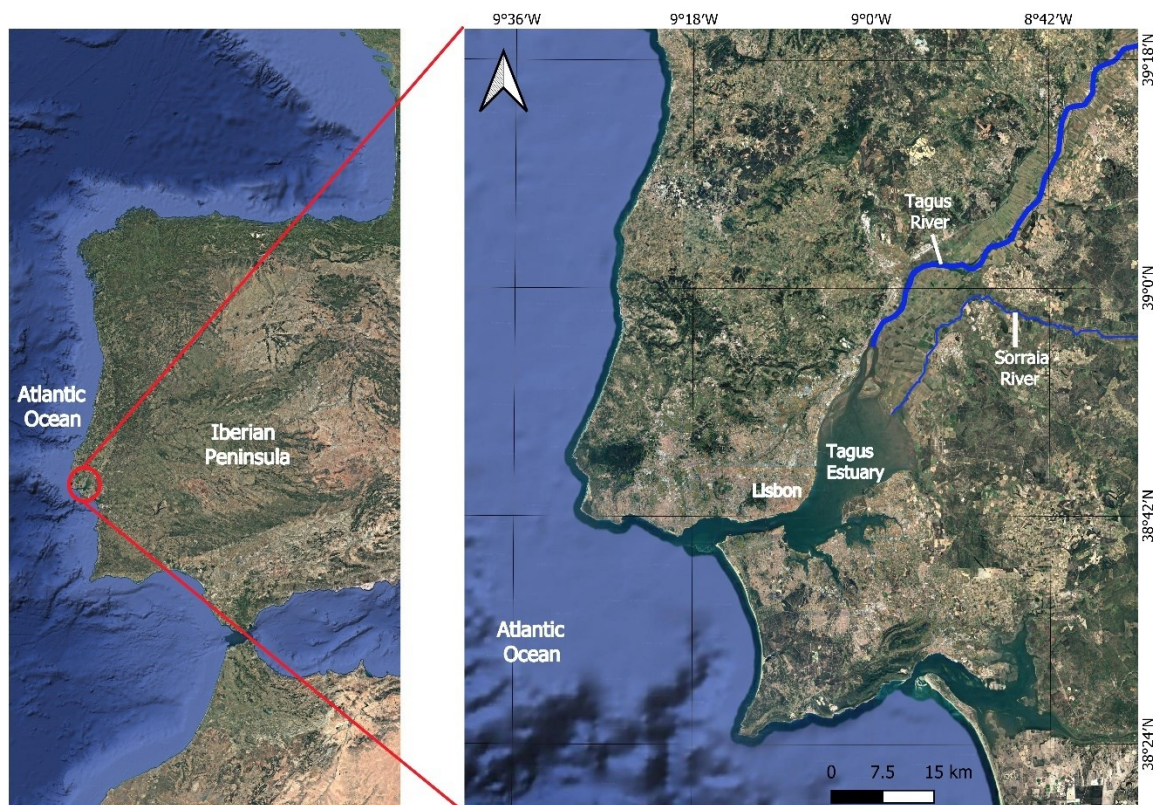 Atlantic
Ocean
Iberian
Peninsula
9°36'W
9°18'W
9°0'W
8°42'W
39°18'N
39°0'N
38°42'N
38°24'N
Tagus
River
Sorraia
River
Tagus
Estuary
Lisbon
Atlantic
Ocean
0 7.5 15 km